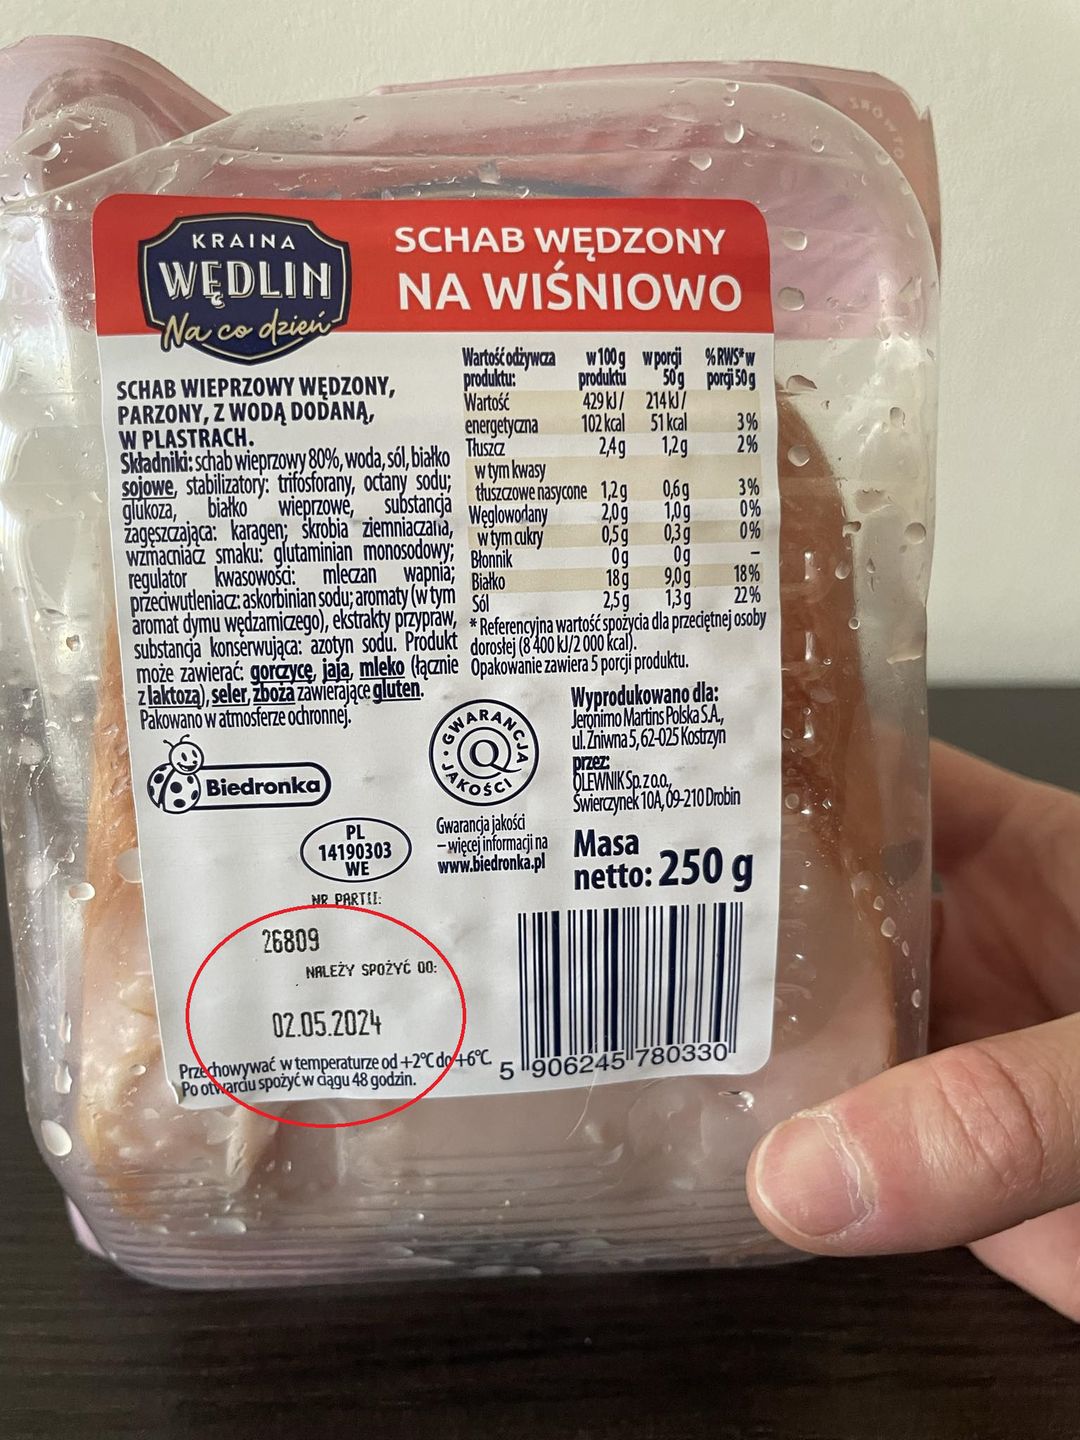 KRAINA
WĘDLIN
Na co dzień
SCHAB WĘDZONY
NA WIŚNIOWO
SCHAB WIEPRZOWY WĘDZONY,
PARZONY, Z WODĄ DODANĄ,
W PLASTRACH.
Składniki: schab wieprzowy 80%, woda, sól, białko
sojowe, stabilizatory: trifosforany, octany sodu;
glukoza, białko wieprzowe, substancja
zagęszczająca: karagen; skrobia ziemniaczana,
wzmacniacz smaku: glutaminian monosodowy;
regulator kwasowości: mleczan wapnia;
przeciwutleniacz: askorbinian sodu; aromaty (w tym
aromat dymu wędzarniczego), ekstrakty przypraw,
substancja konserwująca: azotyn sodu. Produkt
może zawierać: gorczycę, jaja, mleko (łącznie
z laktozą), seler, zboża zawierające gluten.
Pakowano w atmosferze ochronnej.
Wartość odżywcza w 100 g w porcji % RWS* w
produktu: produktu 50 g porcji 50 g
Wartość 429 kJ / 214 kJ /
energetyczna 102 kcal 51 kcal 3%
Tłuszcz 2,4 g 1,2 g 2%
w tym kwasy
tłuszczowe nasycone 1,2 g 0,6 g 3%
Węglowodany 2,0 g 1,0 g 0%
w tym cukry 0,5 g 0,3 g 0%
Błonnik 0 g 0 g –
Białko 18 g 9,0 g 18%
Sól 2,5 g 1,3 g 22%
* Referencyjna wartość spożycia dla przeciętnej osoby
dorosłej (8 400 kJ/2 000 kcal).
Opakowanie zawiera 5 porcji produktu.
Biedronka
GWARANCJA
Q
JAKOŚCI
Wyprodukowano dla:
Jeronimo Martins Polska S.A.,
ul. Żniwna 5, 62-025 Kostrzyn
przez:
OLEWNIK Sp. z o.o.,
Świerczynek 10A, 09-210 Drobin
PL
14190303
WE
Gwarancja jakości
– więcej informacji na
www.biedronka.pl
Masa
netto: 250 g
NR PARTII:
26809
NALEŻY SPOŻYĆ DO:
02.05.2024
Przechowywać w temperaturze od +2°C do +6°C.
Po otwarciu spożyć w ciągu 48 godzin.
5 906245 780330